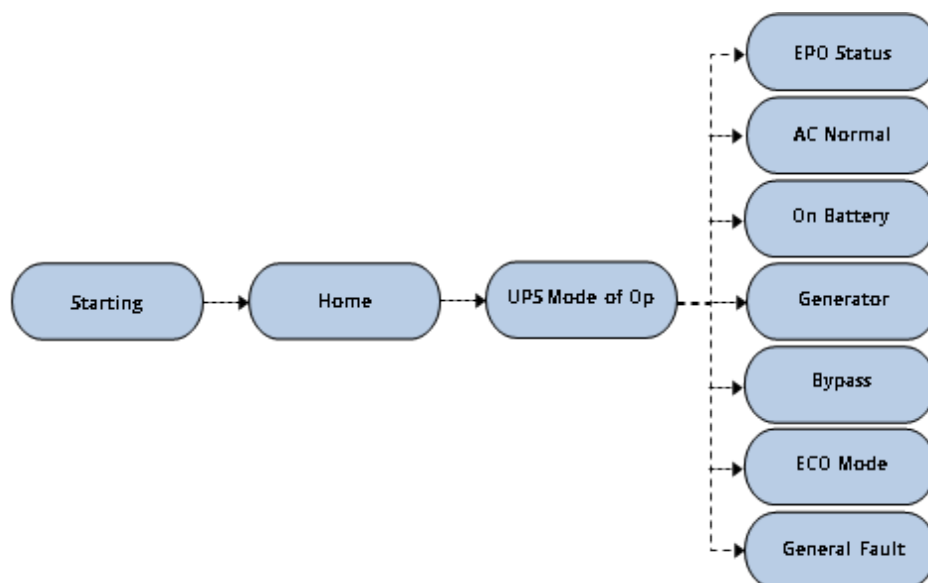 EPO Status
AC Normal
On Battery
Starting
Home
UPS Mode of Op
Generator
Bypass
ECO Mode
General Fault